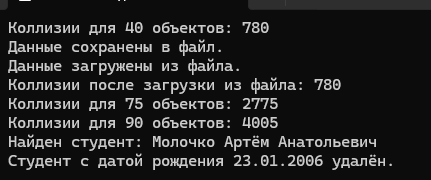 Коллизии для 40 объектов: 780
Данные сохранены в файл.
Данные загружены из файла.
Коллизии после загрузки из файла: 780
Коллизии для 75 объектов: 2775
Коллизии для 90 объектов: 4005
Найден студент: Молочко Артём Анатольевич
Студент с датой рождения 23.01.2006 удалён.